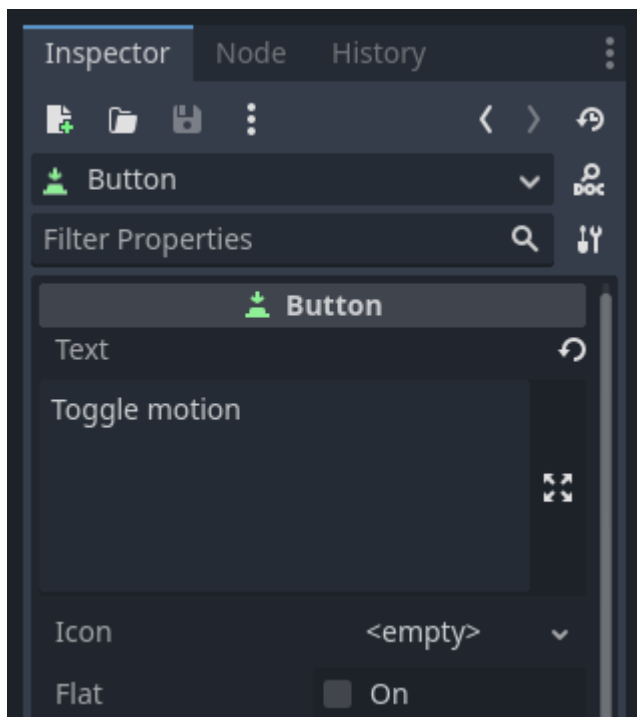 Inspector Node History
Button
DOC
Filter Properties
Button
Text
Toggle motion
Icon <empty>
Flat On